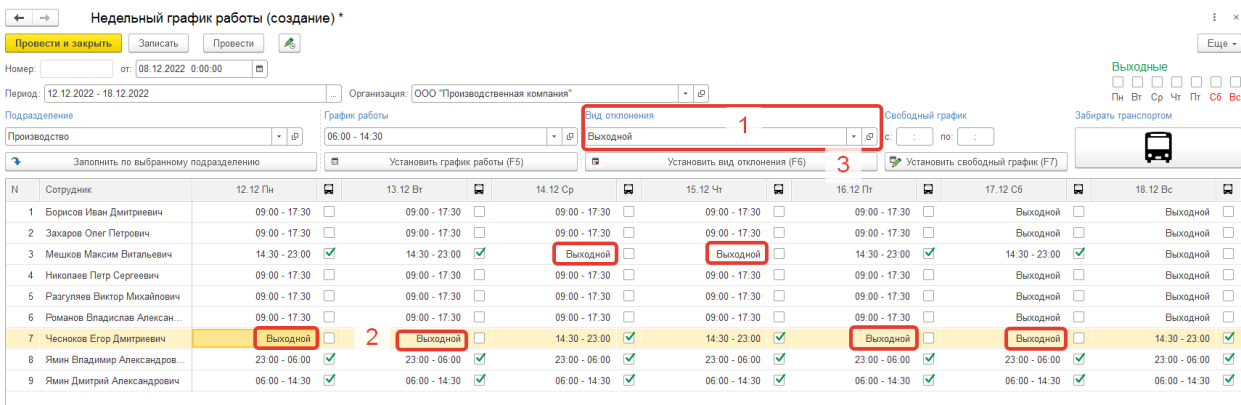 Недельный график работы (создание) *
Провести и закрыть Записать Провести Еще
Номер: от: 08.12.2022 0:00:00 Выходные
Период: 12.12.2022 - 18.12.2022 ... Организация: ООО "Производственная компания" Пн Вт Ср Чт Пт Сб Вс
Подразделение График работы Вид отклонения Свободный график Забирать транспортом
Производство 06:00 - 14:30 Выходной 1 с: : по: :
Заполнить по выбранному подразделению Установить график работы (F5) Установить вид отклонения (F6) 3 Установить свободный график (F7)
N Сотрудник 12.12 Пн 13.12 Вт 14.12 Ср 15.12 Чт 16.12 Пт 17.12 Сб 18.12 Вс
1 Борисов Иван Дмитриевич 09:00 - 17:30 09:00 - 17:30 09:00 - 17:30 09:00 - 17:30 09:00 - 17:30 Выходной Выходной
2 Захаров Олег Петрович 09:00 - 17:30 09:00 - 17:30 09:00 - 17:30 09:00 - 17:30 09:00 - 17:30 Выходной Выходной
3 Мешков Максим Витальевич 14:30 - 23:00 14:30 - 23:00 Выходной Выходной 14:30 - 23:00 14:30 - 23:00 Выходной
4 Николаев Петр Сергеевич 09:00 - 17:30 09:00 - 17:30 09:00 - 17:30 09:00 - 17:30 09:00 - 17:30 Выходной Выходной
5 Разгуляев Виктор Михайлович 09:00 - 17:30 09:00 - 17:30 09:00 - 17:30 09:00 - 17:30 09:00 - 17:30 Выходной Выходной
6 Романов Владислав Алексан... 09:00 - 17:30 09:00 - 17:30 09:00 - 17:30 09:00 - 17:30 09:00 - 17:30 Выходной Выходной
7 Чесноков Егор Дмитриевич Выходной 2 Выходной 14:30 - 23:00 14:30 - 23:00 Выходной Выходной 14:30 - 23:00
8 Ямин Владимир Александров... 23:00 - 06:00 23:00 - 06:00 23:00 - 06:00 23:00 - 06:00 23:00 - 06:00 23:00 - 06:00 23:00 - 06:00
9 Ямин Дмитрий Александрович 06:00 - 14:30 06:00 - 14:30 06:00 - 14:30 06:00 - 14:30 06:00 - 14:30 06:00 - 14:30 06:00 - 14:30